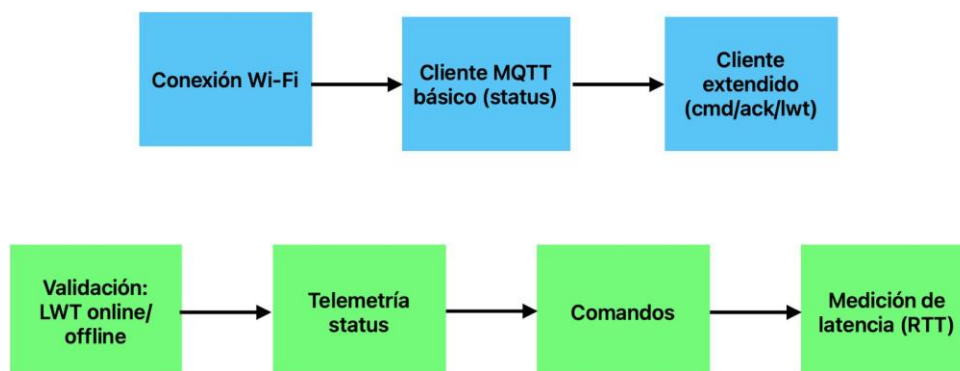 Conexión Wi-Fi
Cliente MQTT
básico (status)
Cliente
extendido
(cmd/ack/lwt)
Validación:
LWT online/
offline
Telemetría
status
Comandos
Medición de
latencia (RTT)